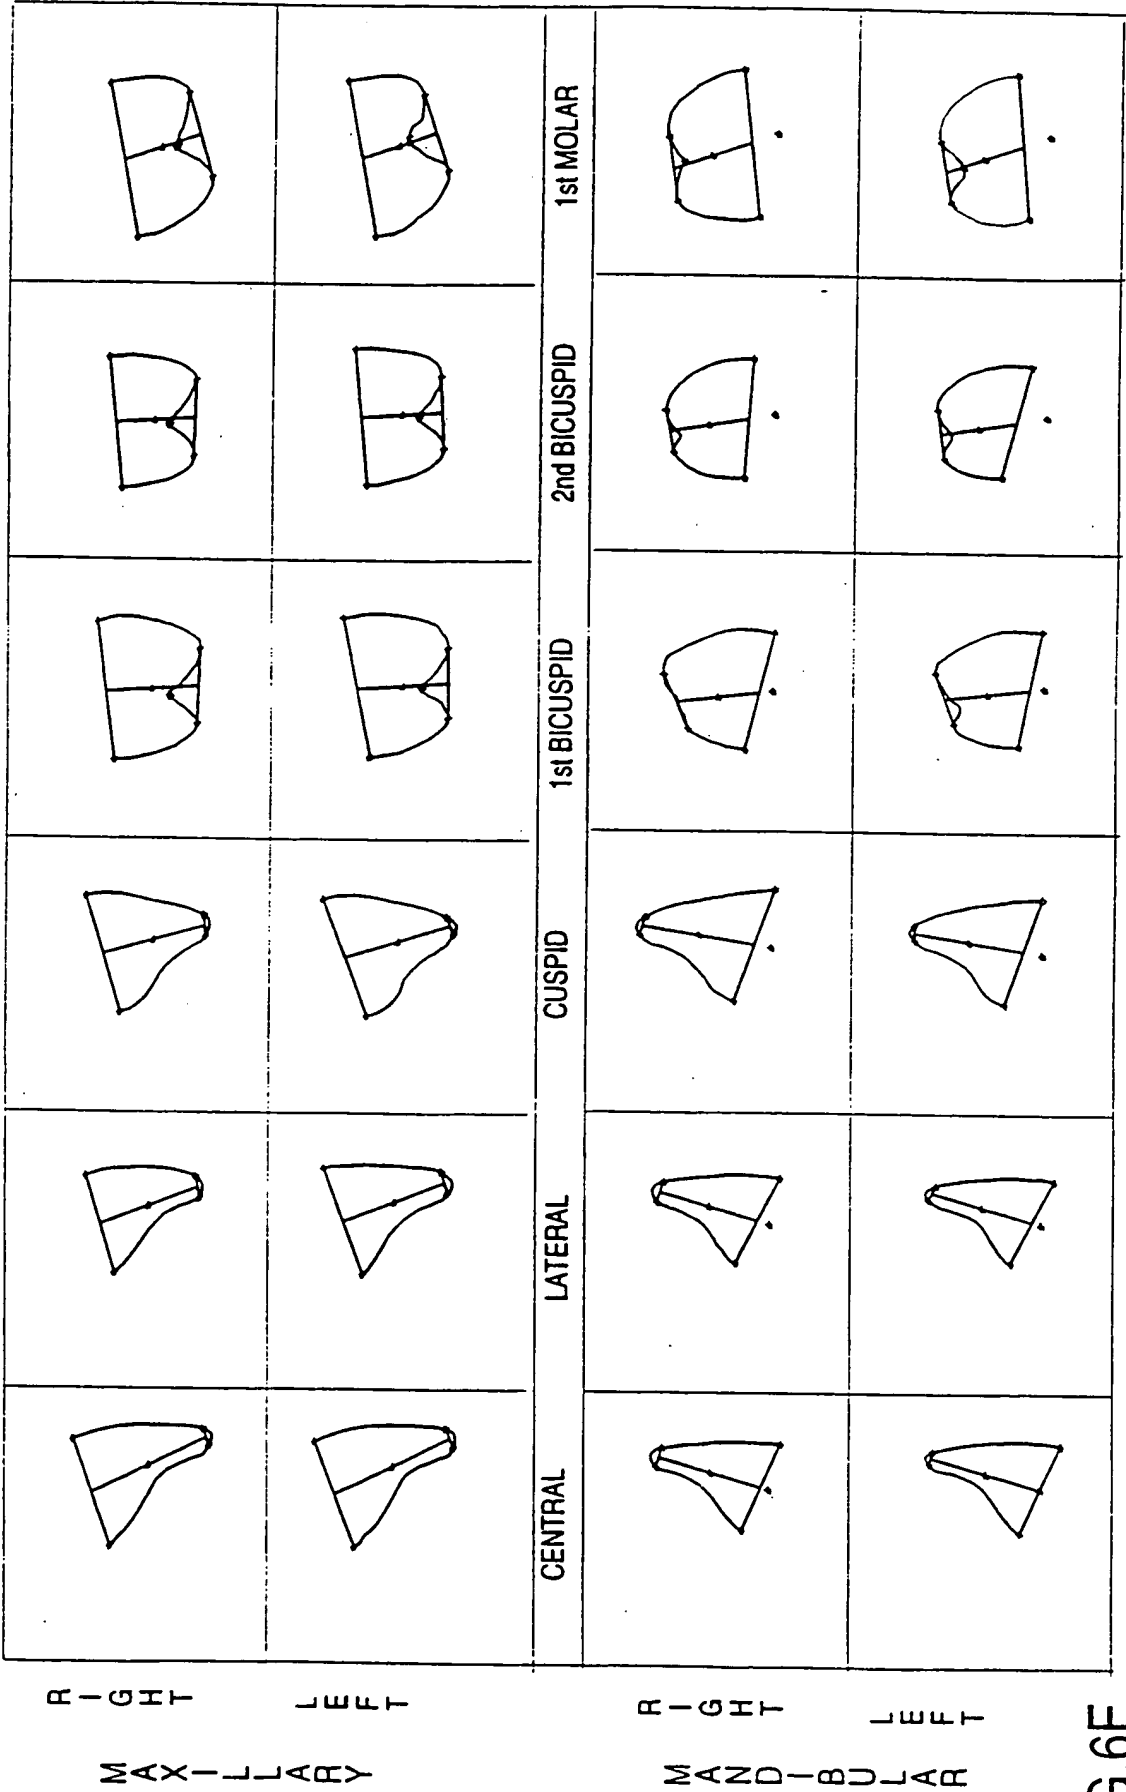 MAXILLARY
RIGHT
LEFT
CENTRAL LATERAL CUSPID 1st BICUSPID 2nd BICUSPID 1st MOLAR
MANDIBULAR
RIGHT
LEFT